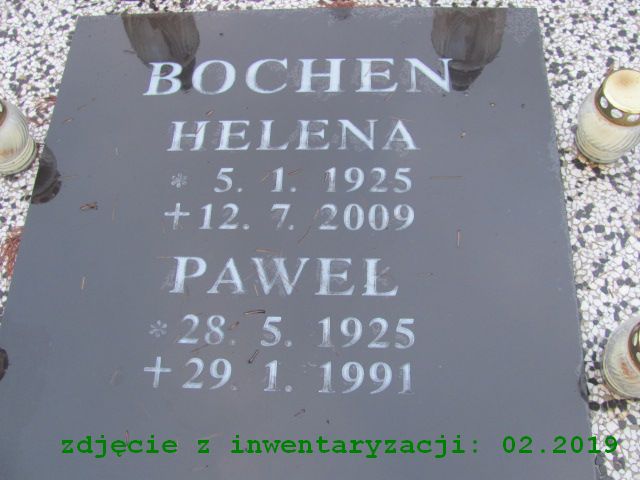 BOCHEN
HELENA
* 5. 1. 1925
+ 12. 7. 2009
PAWEŁ
* 28. 5. 1925
+ 29. 1. 1991
zdjęcie z inwentaryzacji: 02.2019